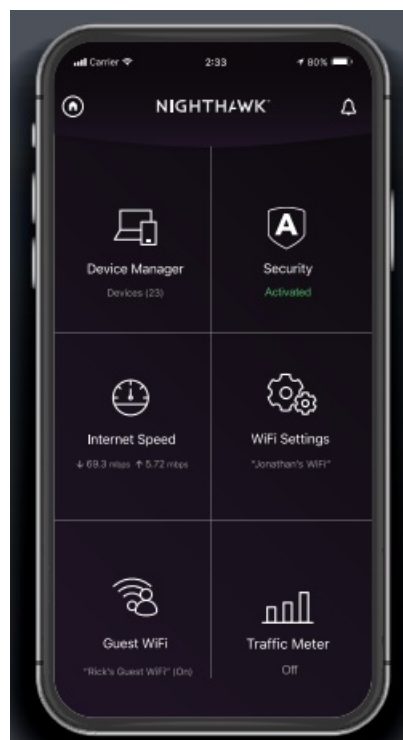 Carrier 2:33 80%
NIGHTHAWK
A
Device Manager
Devices (23)
Security
Activated
Internet Speed
↓ 69.3 mbps ↑ 5.72 mbps
WiFi Settings
"Jonathan's WiFi"
Guest WiFi
"Rick's Guest WiFi" (On)
Traffic Meter
Off